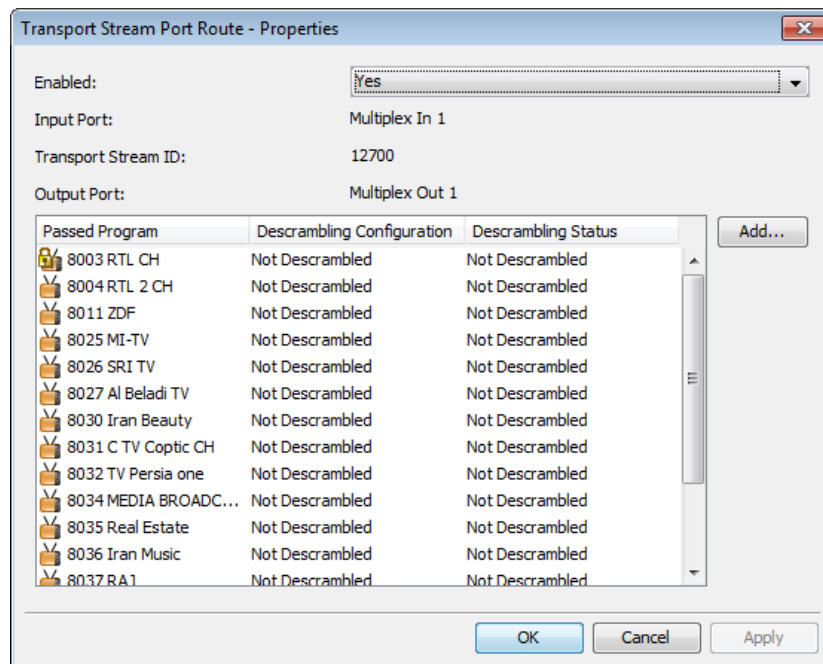 Transport Stream Port Route - Properties
Enabled: Yes
Input Port: Multiplex In 1
Transport Stream ID: 12700
Output Port: Multiplex Out 1
Passed Program Descrambling Configuration Descrambling Status Add...
8003 RTL CH Not Descrambled Not Descrambled
8004 RTL 2 CH Not Descrambled Not Descrambled
8011 ZDF Not Descrambled Not Descrambled
8025 MI-TV Not Descrambled Not Descrambled
8026 SRI TV Not Descrambled Not Descrambled
8027 Al Beladi TV Not Descrambled Not Descrambled
8030 Iran Beauty Not Descrambled Not Descrambled
8031 C TV Coptic CH Not Descrambled Not Descrambled
8032 TV Persia one Not Descrambled Not Descrambled
8034 MEDIA BROADC... Not Descrambled Not Descrambled
8035 Real Estate Not Descrambled Not Descrambled
8036 Iran Music Not Descrambled Not Descrambled
8037 RAJ Not Descrambled Not Descrambled
OK Cancel Apply